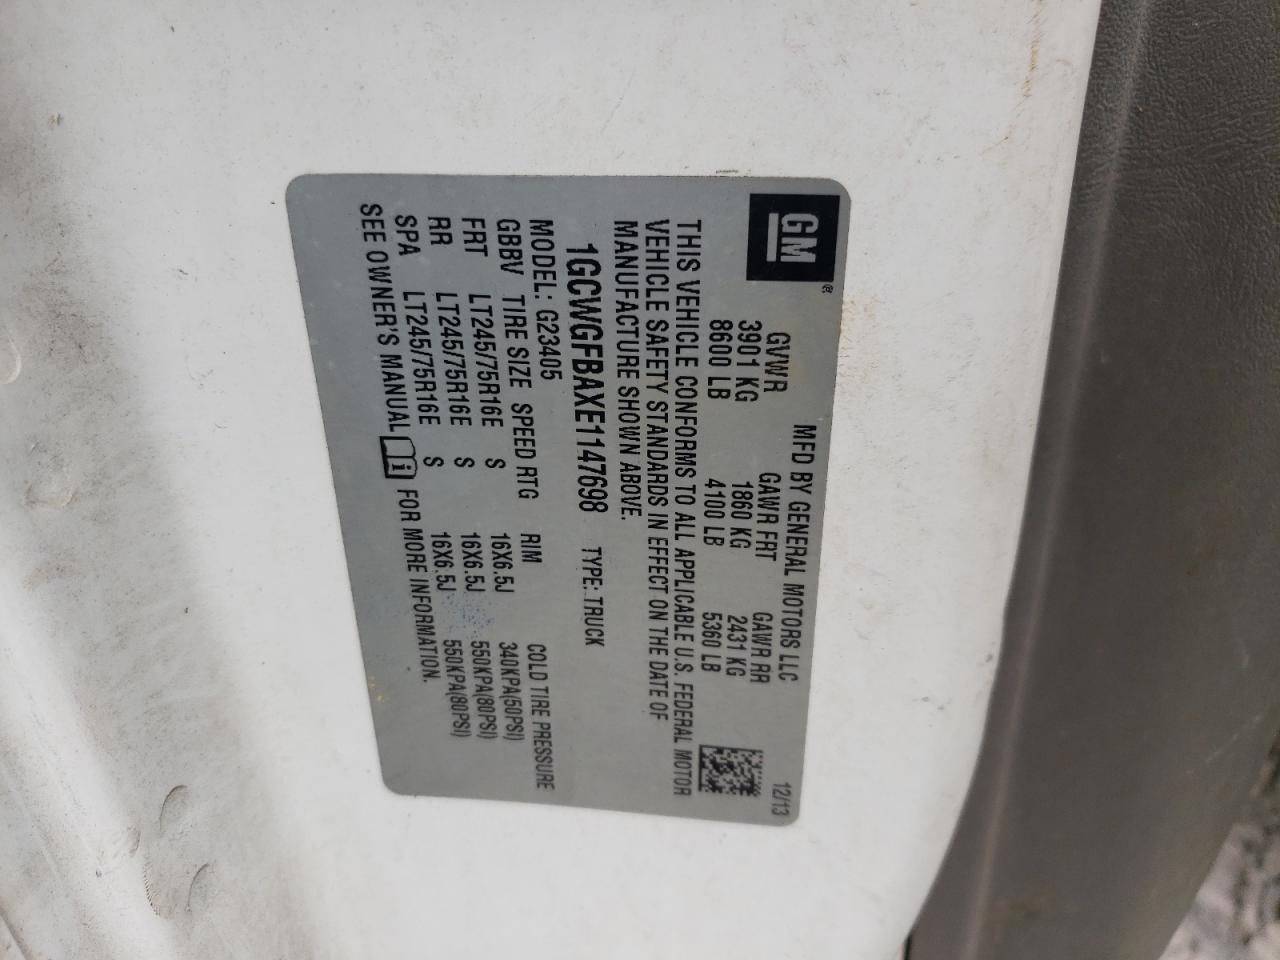 GM®
MFD BY GENERAL MOTORS LLC 12/13
GVWR GAWR FRT GAWR RR
3901 KG 1860 KG 2431 KG
8600 LB 4100 LB 5360 LB
THIS VEHICLE CONFORMS TO ALL APPLICABLE U.S. FEDERAL MOTOR
VEHICLE SAFETY STANDARDS IN EFFECT ON THE DATE OF
MANUFACTURE SHOWN ABOVE.
1GCWGFBAXE1147698 TYPE: TRUCK
MODEL: G23405
GBBV TIRE SIZE SPEED RTG RIM COLD TIRE PRESSURE
FRT LT245/75R16E S 16X6.5J 340KPA(50PSI)
RR LT245/75R16E S 16X6.5J 550KPA(80PSI)
SPA LT245/75R16E S 16X6.5J 550KPA(80PSI)
SEE OWNER'S MANUAL i FOR MORE INFORMATION.